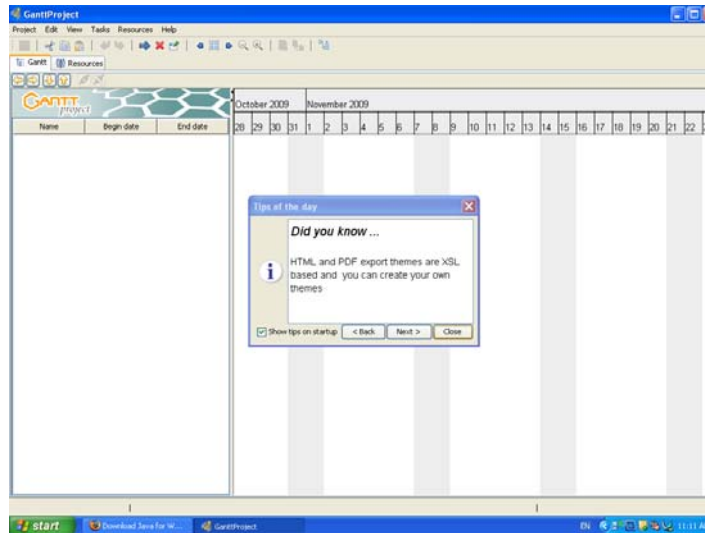 GanttProject
Project Edit View Tasks Resources Help
Gantt Resources
GANTT project
October 2009 November 2009
Name Begin date End date 28 29 30 31 1 2 3 4 5 6 7 8 9 10 11 12 13 14 15 16 17 18 19 20 21 22
Tips of the day
Did you know ...
HTML and PDF export themes are XSL
based and you can create your own
themes
Show tips on startup < Back Next > Close
start Download Java for W... GanttProject EN 11:11 A